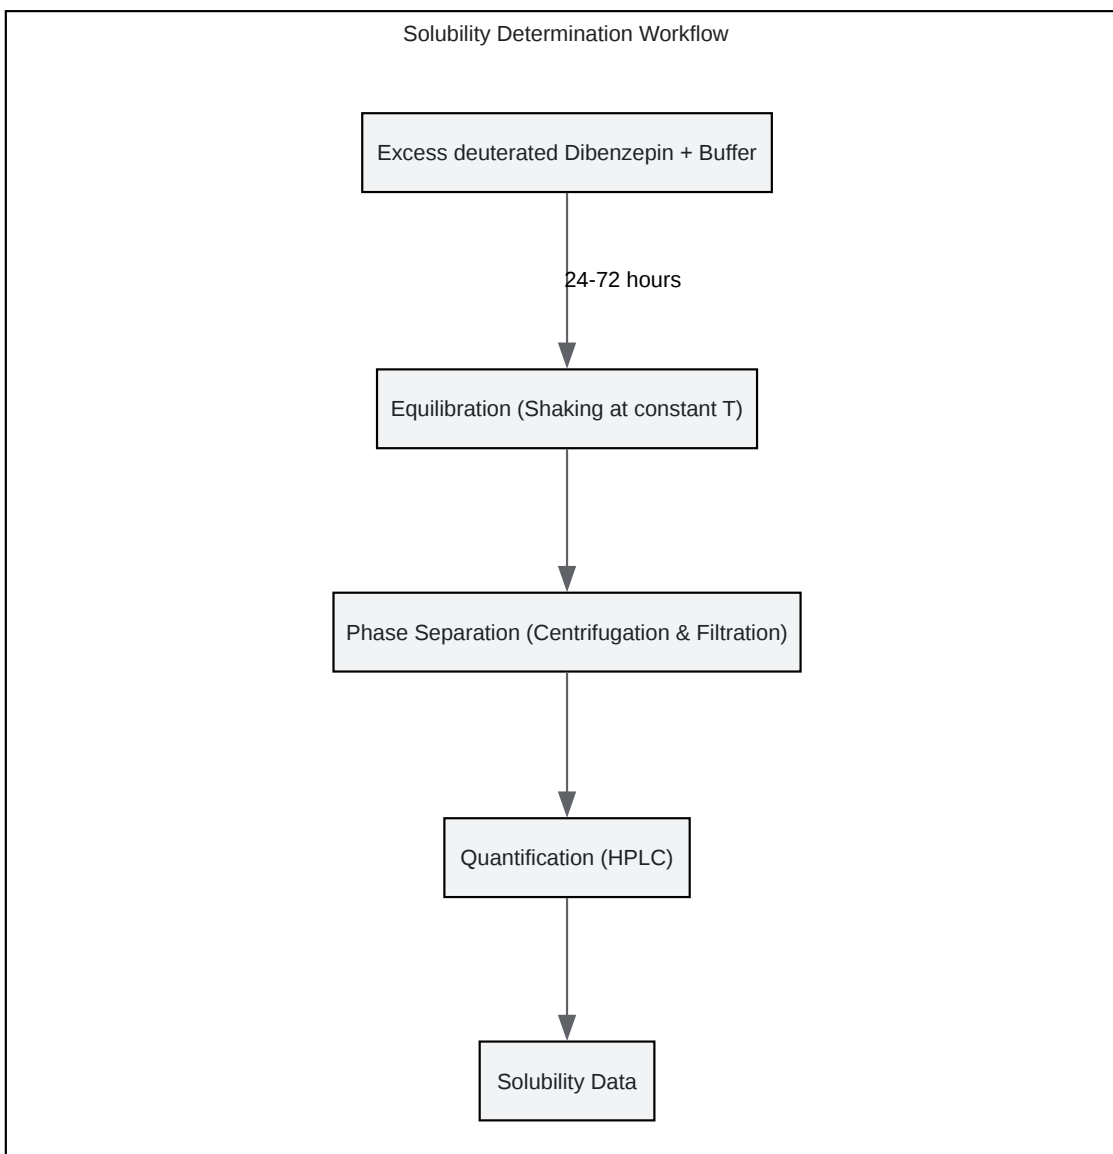 Solubility Determination Workflow
Excess deuterated Dibenzepin + Buffer
24-72 hours
Equilibration (Shaking at constant T)
Phase Separation (Centrifugation & Filtration)
Quantification (HPLC)
Solubility Data